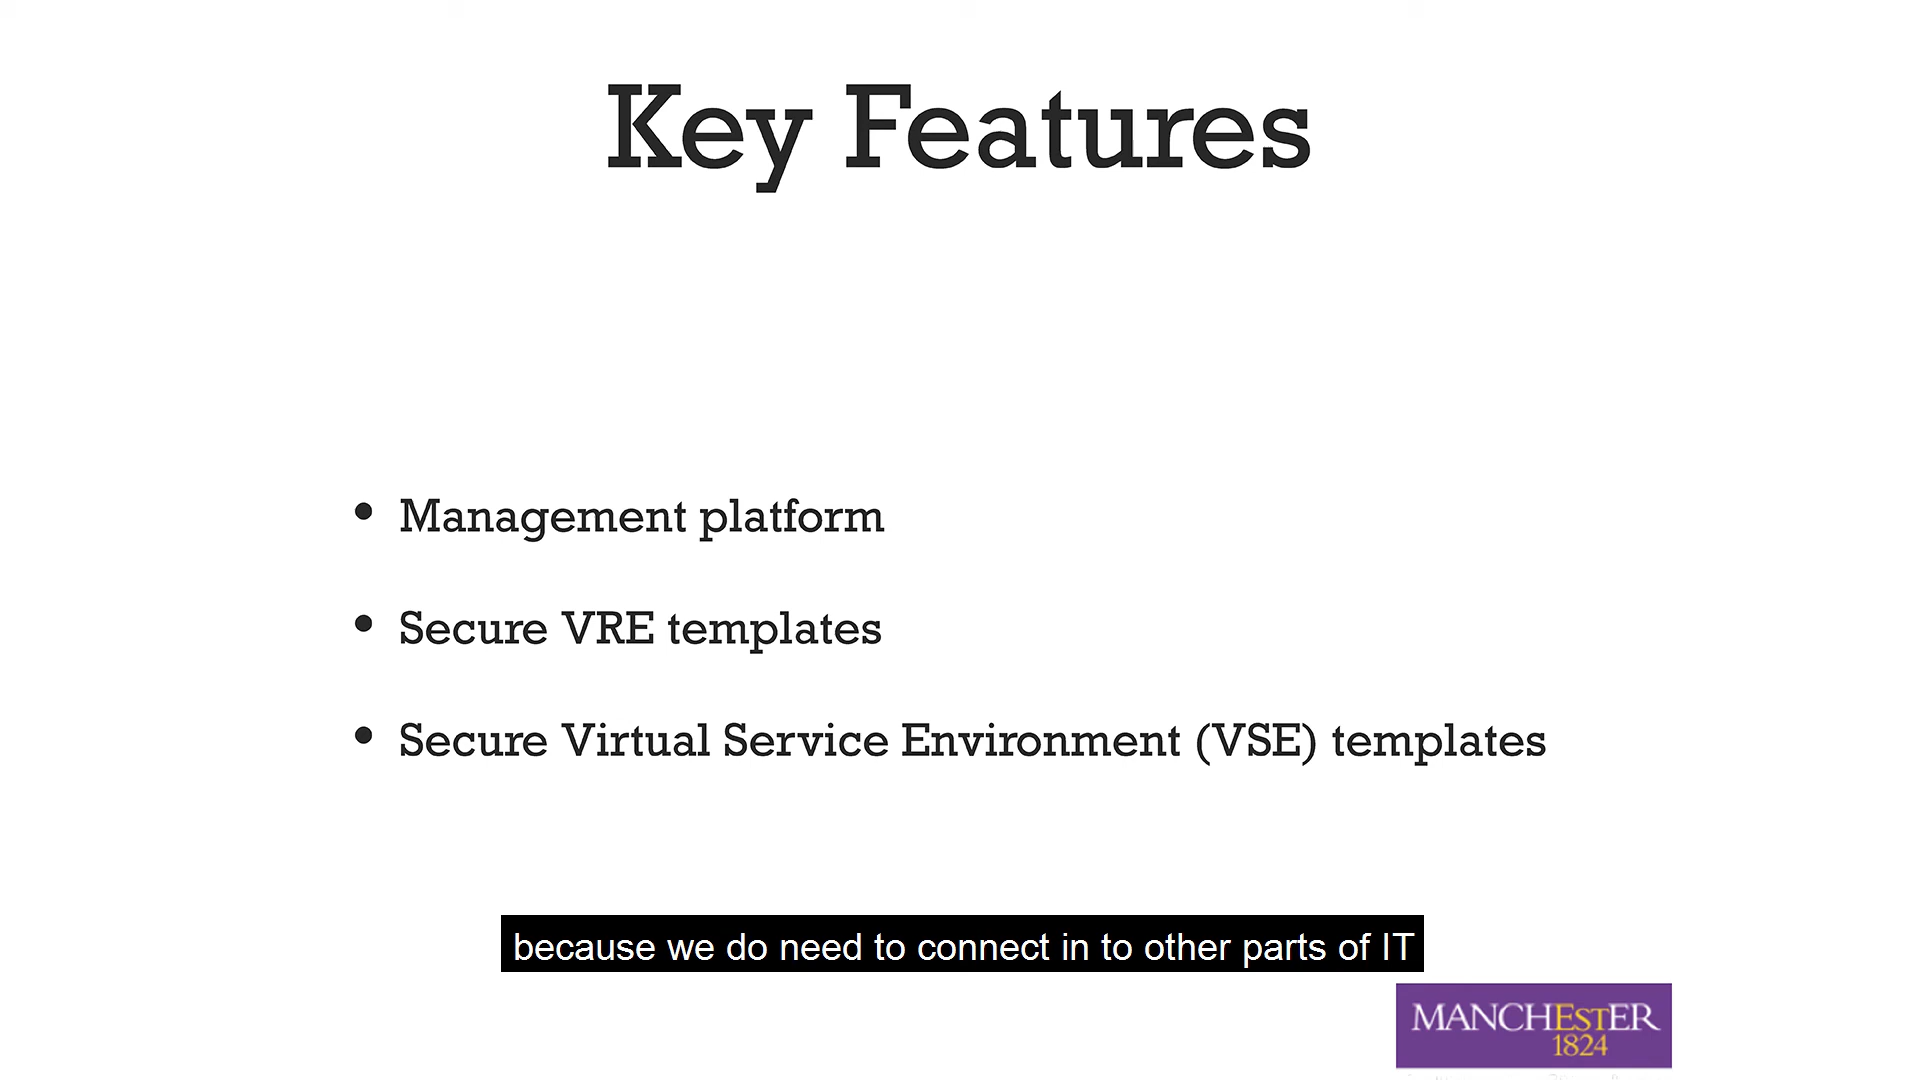 Key Features
• Management platform
• Secure VRE templates
• Secure Virtual Service Environment (VSE) templates
because we do need to connect in to other parts of IT
MANCHEstER
1824